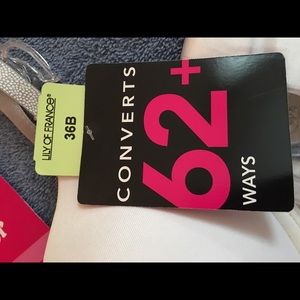 LILY OF FRANCE®
36B
CONVERTS
62+
WAYS